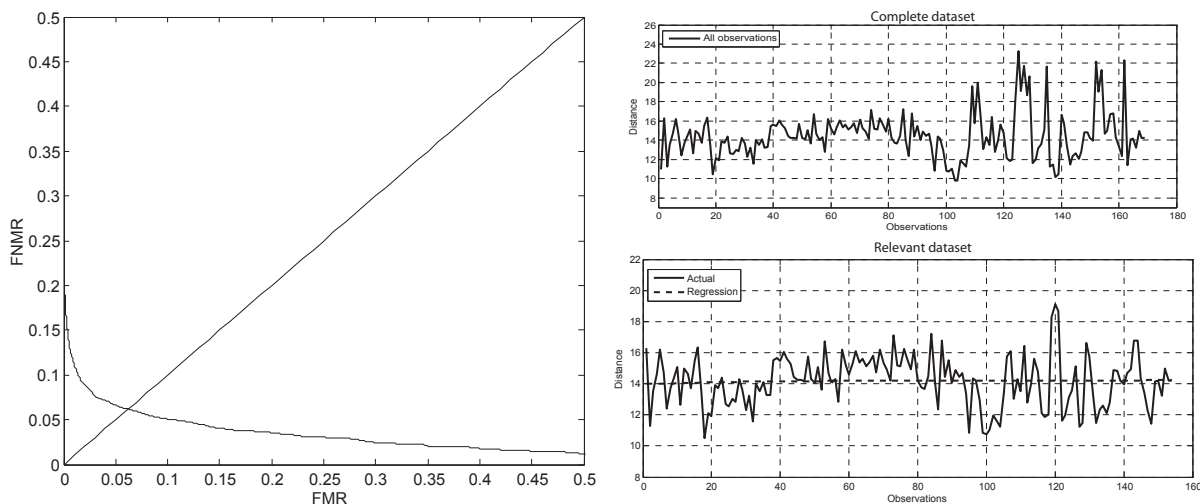 0.5
0.45
0.4
0.35
0.3
0.25
0.2
0.15
0.1
0.05
0
FNMR
0 0.05 0.1 0.15 0.2 0.25 0.3 0.35 0.4 0.45 0.5
FMR
Complete dataset
All observations
26
24
22
20
18
16
14
12
10
8
Distance
0 20 40 60 80 100 120 140 160 180
Observations
Relevant dataset
Actual
Regression
22
20
18
16
14
12
10
8
Distance
0 20 40 60 80 100 120 140 160
Observations